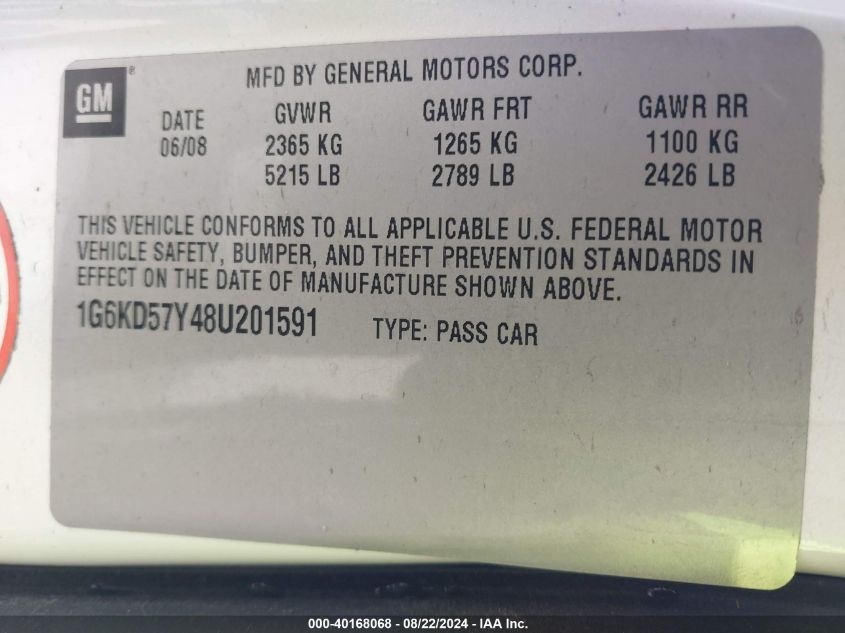 GM
MFD BY GENERAL MOTORS CORP.
DATE GVWR GAWR FRT GAWR RR
06/08 2365 KG 1265 KG 1100 KG
5215 LB 2789 LB 2426 LB
THIS VEHICLE CONFORMS TO ALL APPLICABLE U.S. FEDERAL MOTOR
VEHICLE SAFETY, BUMPER, AND THEFT PREVENTION STANDARDS IN
EFFECT ON THE DATE OF MANUFACTURE SHOWN ABOVE.
1G6KD57Y48U201591 TYPE: PASS CAR
000-40168068 - 08/22/2024 - IAA Inc.